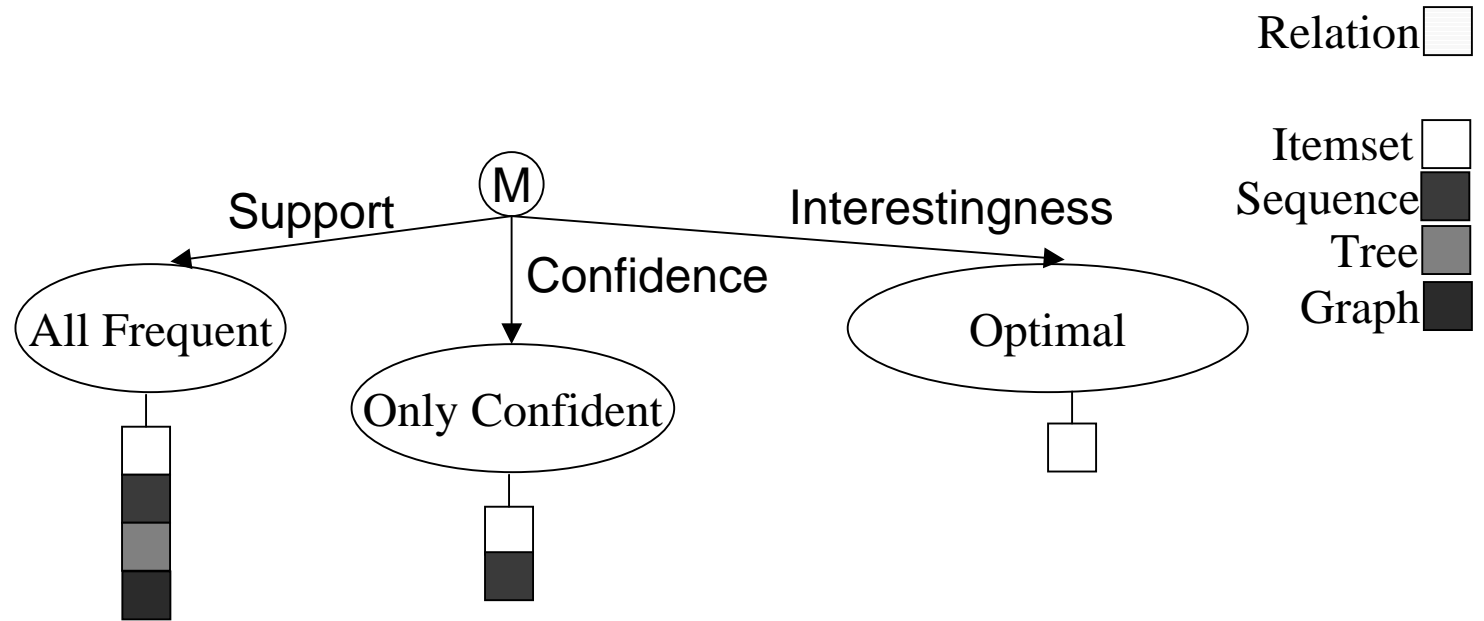 Relation
Itemset
Sequence
Tree
Graph
M
Support
Confidence
Interestingness
All Frequent
Only Confident
Optimal